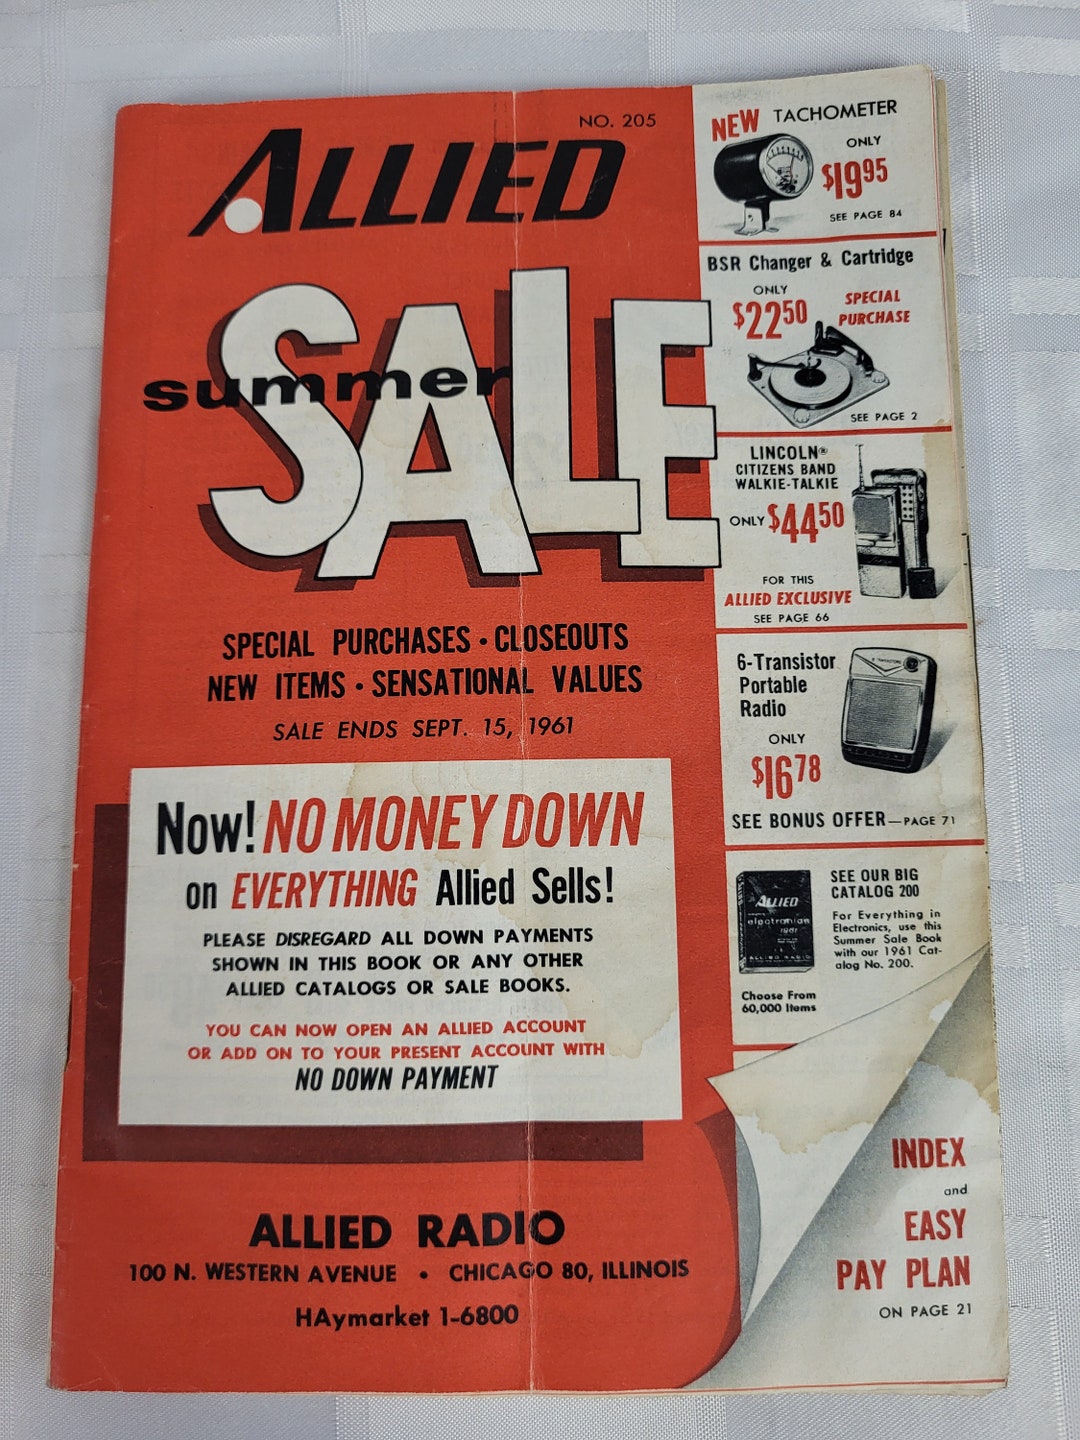 NO. 205
ALLIED
summer
SALE
SPECIAL PURCHASES • CLOSEOUTS
NEW ITEMS • SENSATIONAL VALUES
SALE ENDS SEPT. 15, 1961
Now! NO MONEY DOWN
on EVERYTHING Allied Sells!
PLEASE DISREGARD ALL DOWN PAYMENTS
SHOWN IN THIS BOOK OR ANY OTHER
ALLIED CATALOGS OR SALE BOOKS.
YOU CAN NOW OPEN AN ALLIED ACCOUNT
OR ADD ON TO YOUR PRESENT ACCOUNT WITH
NO DOWN PAYMENT
ALLIED RADIO
100 N. WESTERN AVENUE • CHICAGO 80, ILLINOIS
HAymarket 1-6800
NEW TACHOMETER
ONLY
$19.95
SEE PAGE 84
BSR Changer & Cartridge
ONLY
$22.50
SPECIAL
PURCHASE
SEE PAGE 2
LINCOLN®
CITIZENS BAND
WALKIE-TALKIE
ONLY $44.50
FOR THIS
ALLIED EXCLUSIVE
SEE PAGE 66
6-Transistor
Portable
Radio
ONLY
$16.78
SEE BONUS OFFER—PAGE 71
SEE OUR BIG
CATALOG 200
For Everything in
Electronics, use this
Summer Sale Book
with our 1961 Cat-
alog No. 200.
ALLIED
1961
ALLIED RADIO
Choose From
60,000 Items
INDEX
and
EASY
PAY PLAN
ON PAGE 21